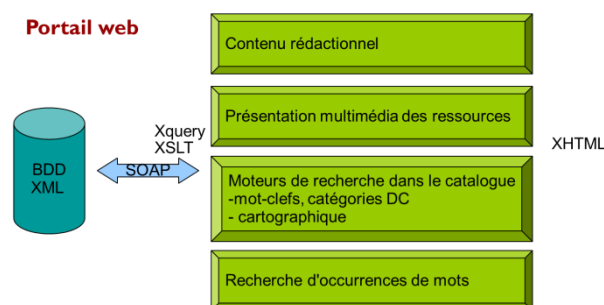 Portail web
Contenu rédactionnel
Présentation multimédia des ressources
Xquery
XSLT
XHTML
BDD
XML
SOAP
Moteurs de recherche dans le catalogue
-mot-clefs, catégories DC
- cartographique
Recherche d'occurrences de mots